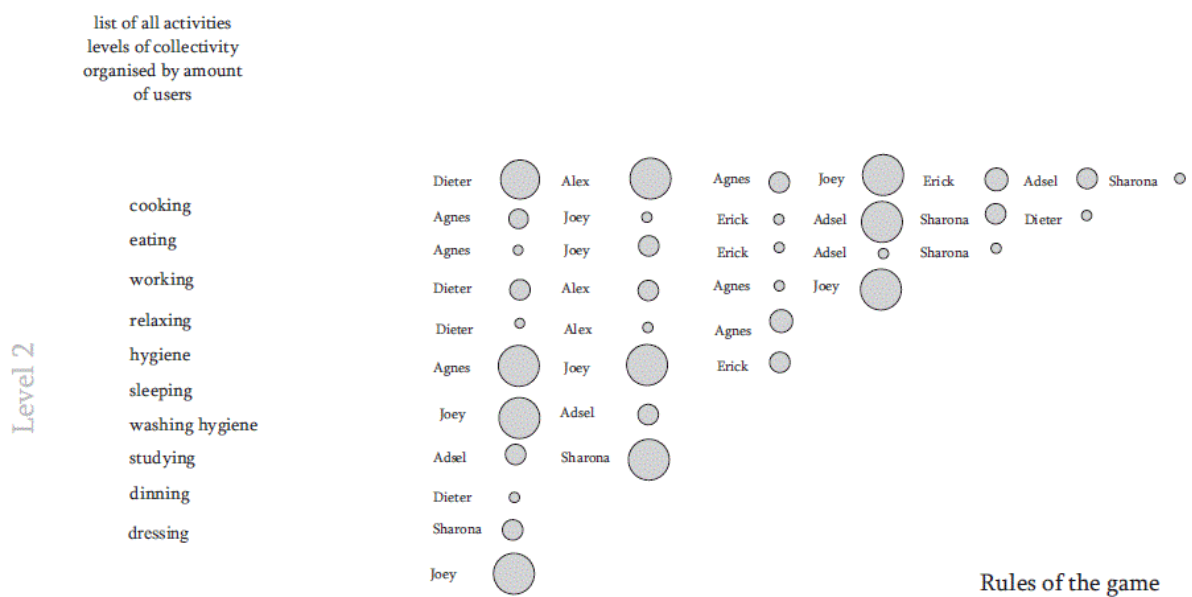 list of all activities
levels of collectivity
organised by amount
of users
Dieter Alex Agnes Joey Erick Adsel Sharona
cooking
Agnes Joey Erick Adsel Sharona Dieter
eating
Agnes Joey Erick Adsel Sharona
working
Dieter Alex Agnes Joey
relaxing
Dieter Alex Agnes
hygiene
Agnes Joey Erick
sleeping
Joey Adsel
washing hygiene
studying
Adsel Sharona
dinning
Dieter
dressing
Sharona
Joey
Level 2
Rules of the game